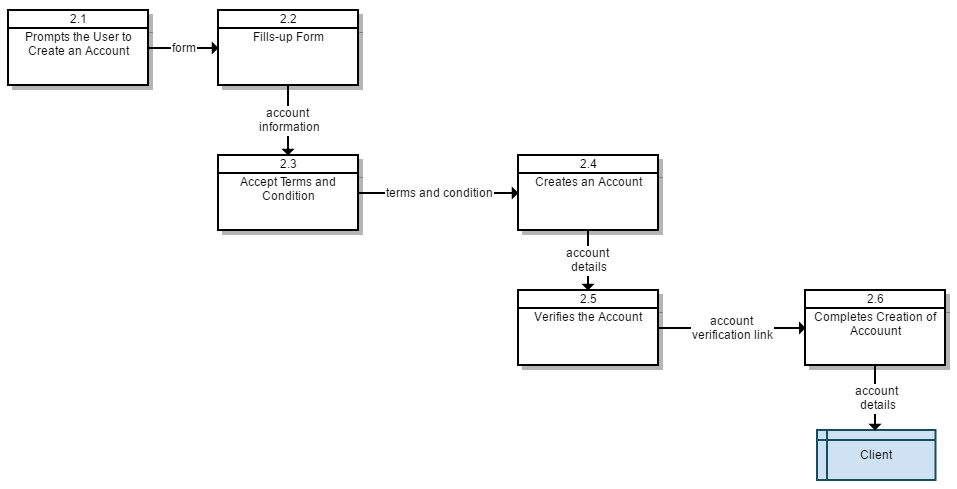 2.1
Prompts the User to
Create an Account
form
2.2
Fills-up Form
account
information
2.3
Accept Terms and
Condition
terms and condition
2.4
Creates an Account
account
details
2.5
Verifies the Account
account
verification link
2.6
Completes Creation of
Accouunt
account
details
Client